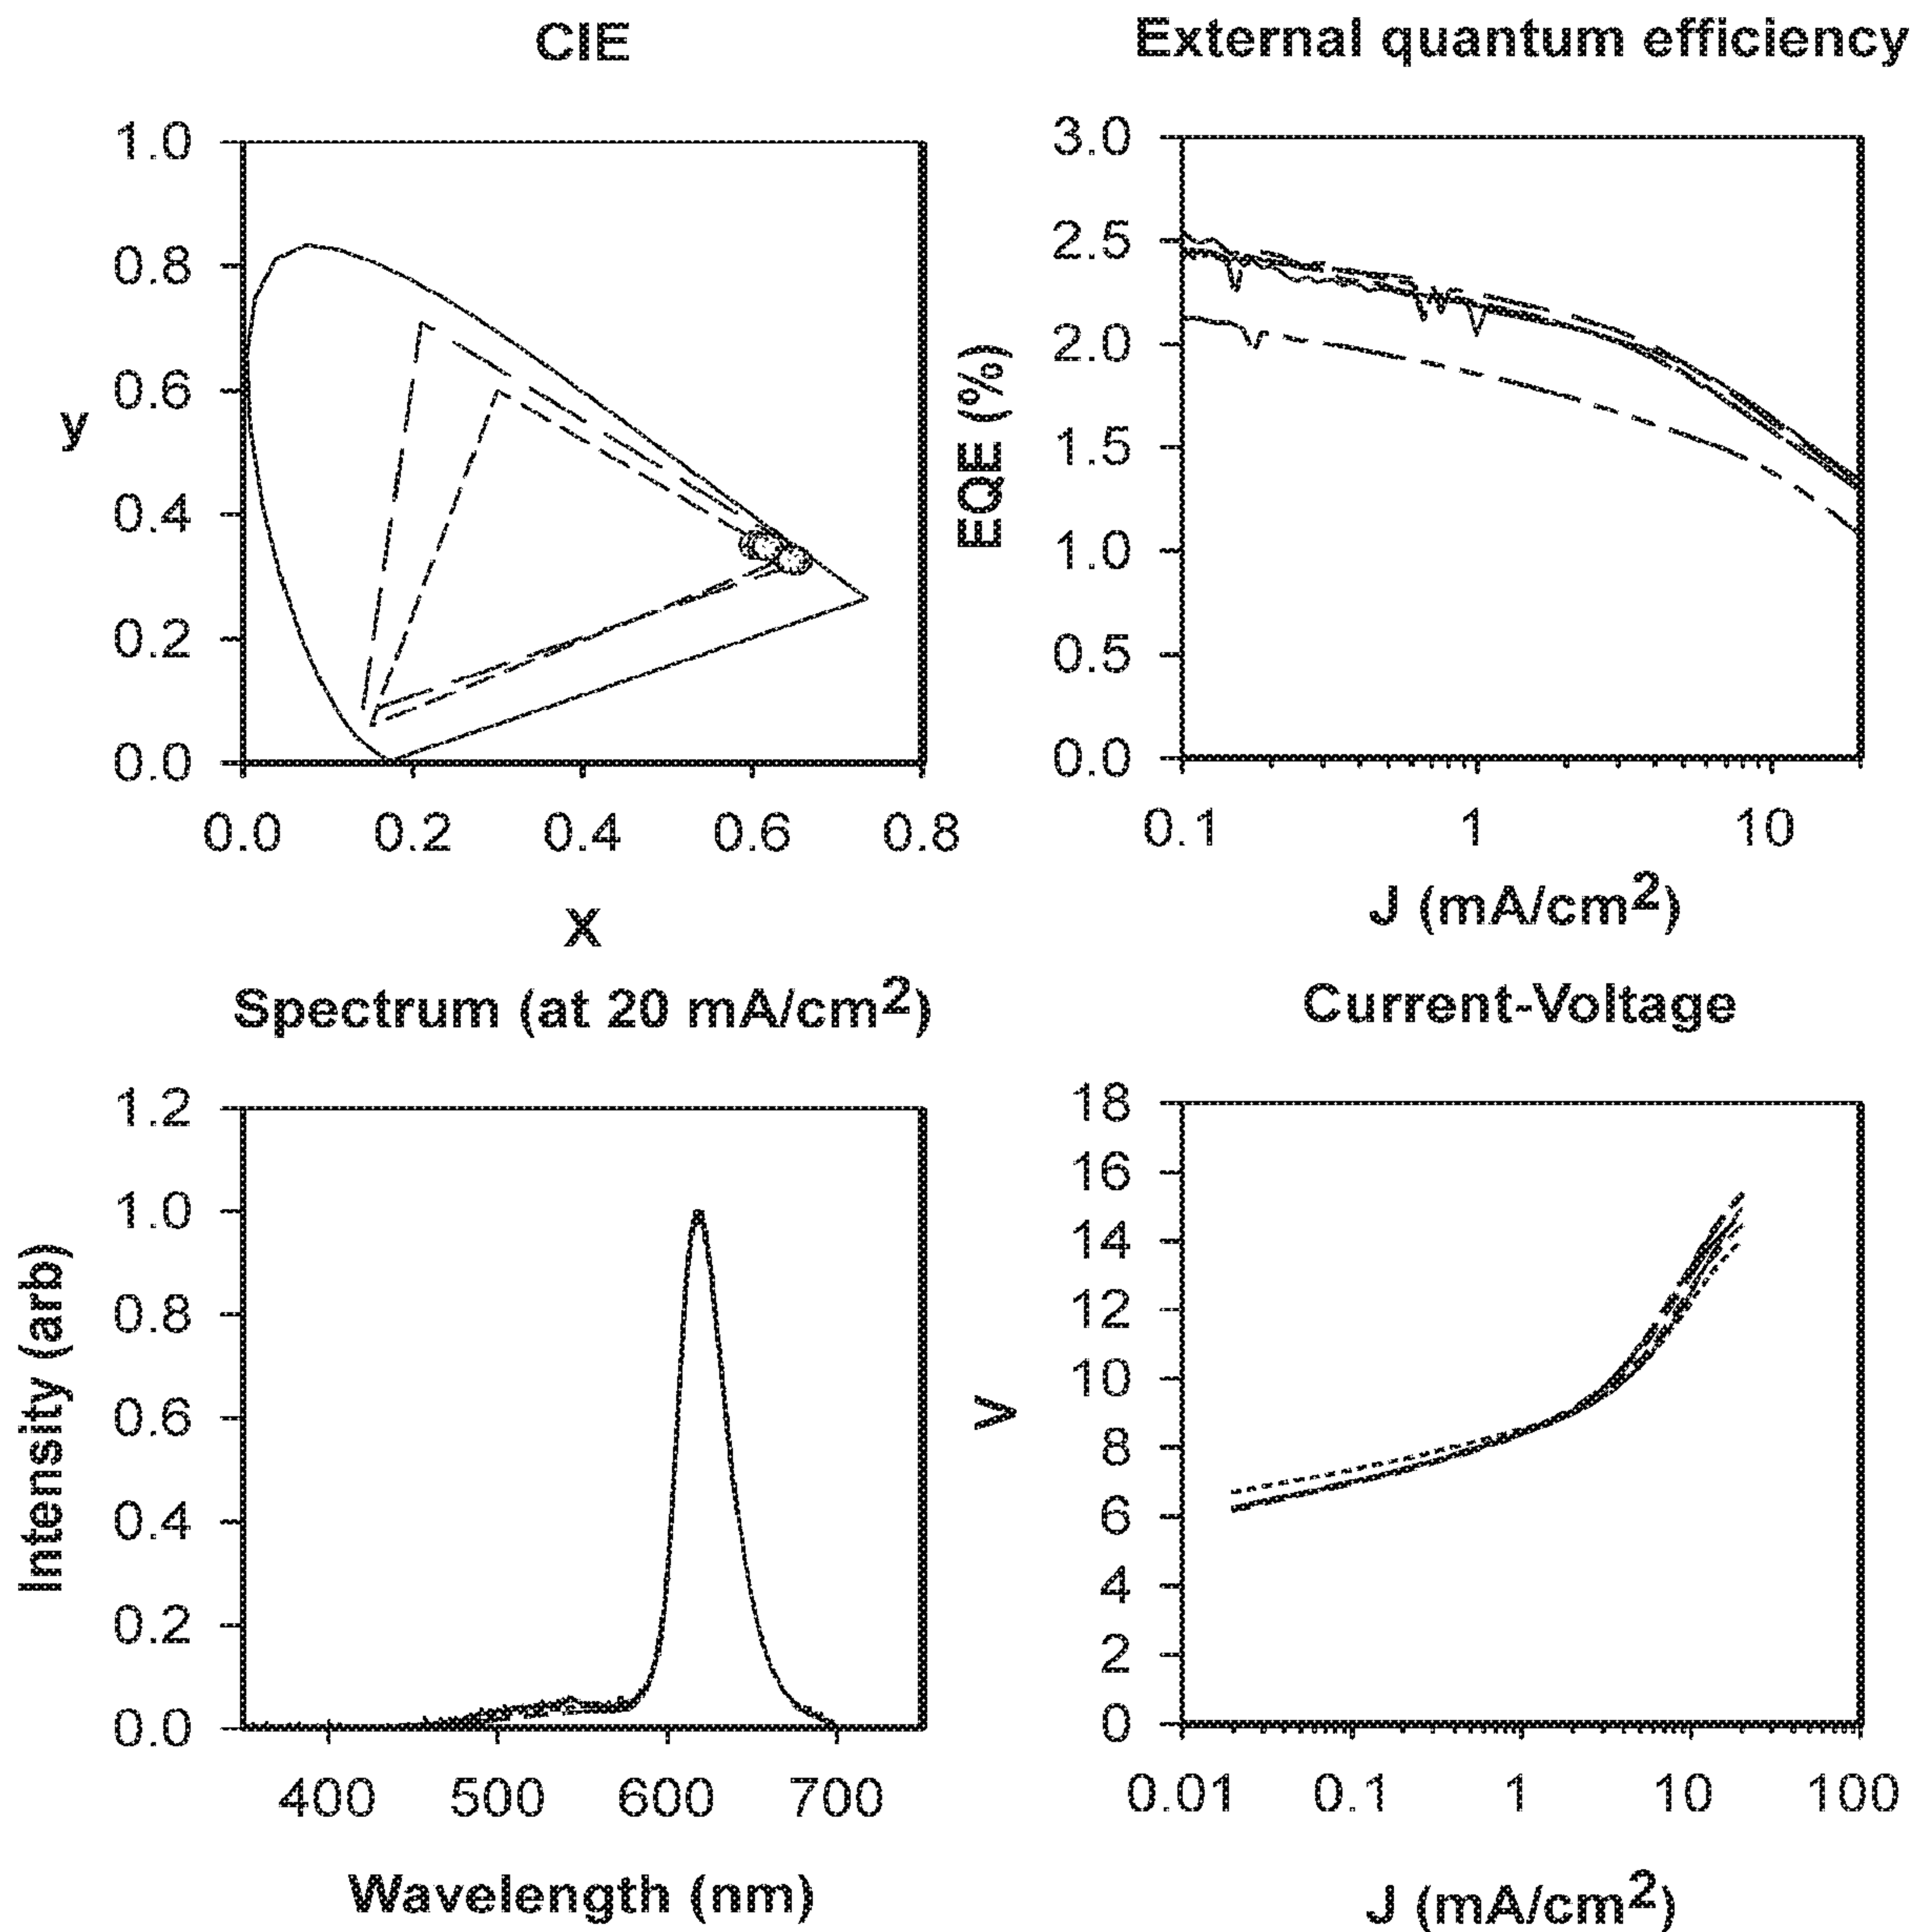 CIE
1.0
0.8
0.6
0.4
0.2
0.0
y
0.0 0.2 0.4 0.6 0.8
X
External quantum efficiency
3.0
2.5
2.0
1.5
1.0
0.5
0.0
EQE (%)
0.1 1 10
J (mA/cm²)
Spectrum (at 20 mA/cm²)
1.2
1.0
0.8
0.6
0.4
0.2
0.0
Intensity (arb)
400 500 600 700
Wavelength (nm)
Current-Voltage
18
16
14
12
10
8
6
4
2
0
V
0.01 0.1 1 10 100
J (mA/cm²)